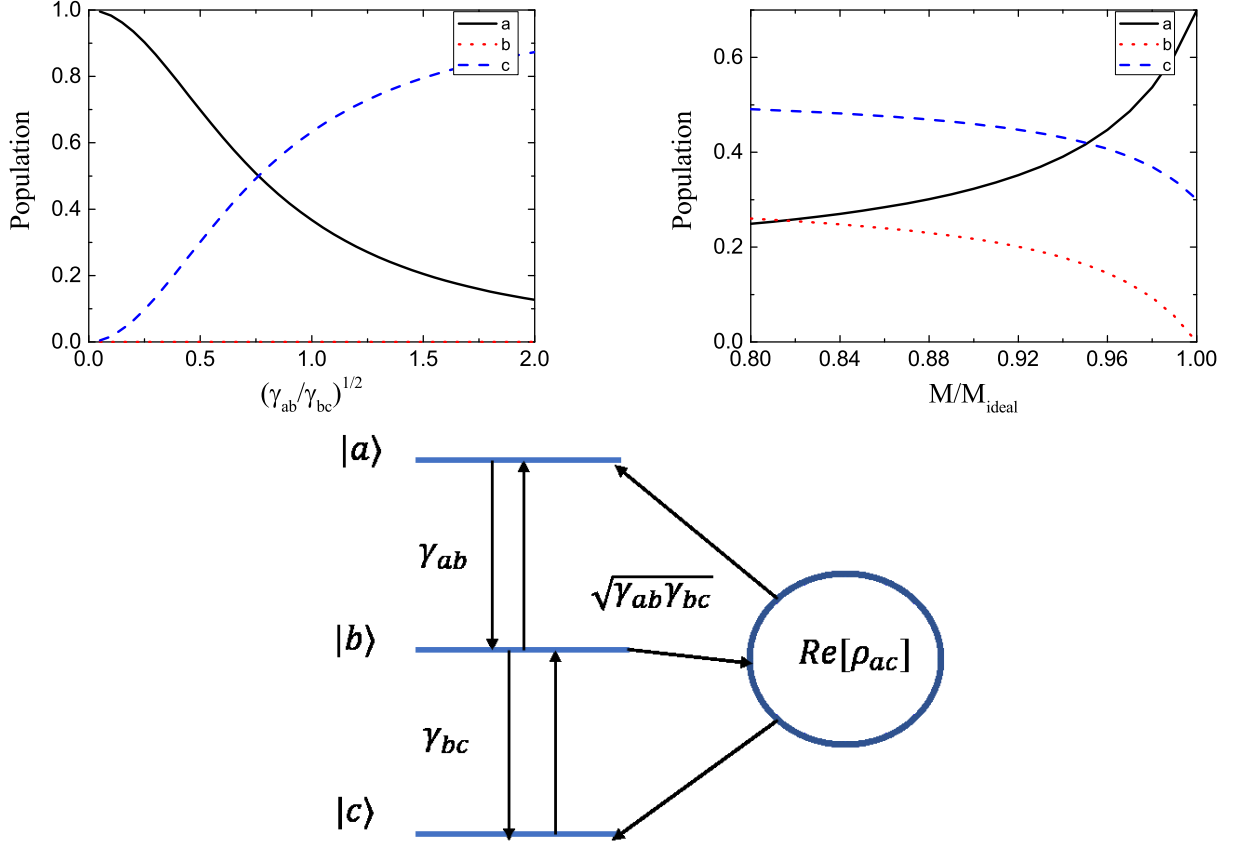 1.0
0.8
0.6
0.4
0.2
0.0
Population
a
b
c
0.0 0.5 1.0 1.5 2.0
(γab/γbc)1/2
0.6
0.4
0.2
0.0
Population
a
b
c
0.80 0.84 0.88 0.92 0.96 1.00
M/Mideal
|a⟩
γab
√γabγbc
|b⟩
Re[ρac]
γbc
|c⟩